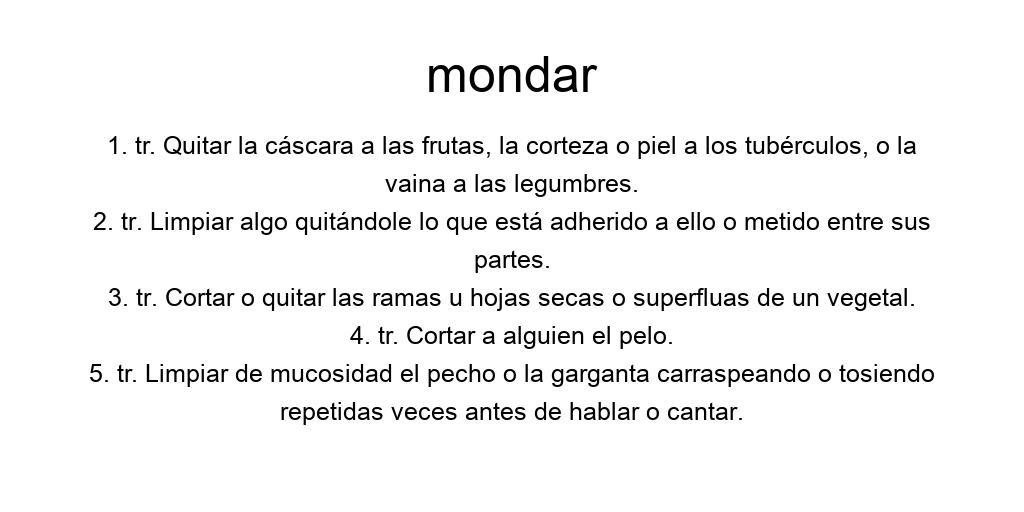 mondar
1. tr. Quitar la cáscara a las frutas, la corteza o piel a los tubérculos, o la
vaina a las legumbres.
2. tr. Limpiar algo quitándole lo que está adherido a ello o metido entre sus
partes.
3. tr. Cortar o quitar las ramas u hojas secas o superfluas de un vegetal.
4. tr. Cortar a alguien el pelo.
5. tr. Limpiar de mucosidad el pecho o la garganta carraspeando o tosiendo
repetidas veces antes de hablar o cantar.